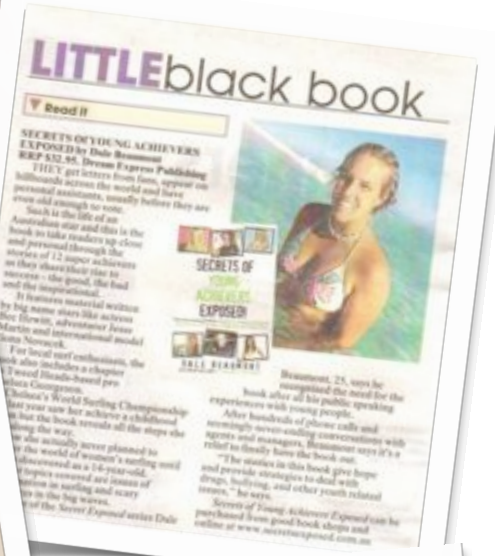 LITTLEblack book
Read it
SECRETS OF YOUNG ACHIEVERS
EXPOSED by Dale Beaumont
RRP $32.95, Dream Express Publishing
THEY get letters from fans, appear on
billboards across the world and have
personal assistants, usually before they are
even old enough to vote.
Such is the life of an
Australian star and this is the
book to take readers up close
and personal through the
stories of 12 super achievers
as they share their rise to
success - the good, the bad
and the
It features material written
by big name stars like actress
adventurer Jesse
Martin and international model
For local surf enthusiasts, the
also includes a chapter
Tweed Heads-based pro
Chelsea's World Surfing Championship
last year saw her achieve a childhood
but the book reveals all the steps she
she actually never planned to
the world of women's surfing until
discovered as a 14-year-old.
topics covered are issues of
in surfing and scary
in the big waves.
of the Secret Exposed series Dale
SECRETS OF
YOUNG
ACHIEVERS
EXPOSED!
DALE BEAUMONT
Beaumont, 25, says he
recognised the need for the
book after all his public speaking
experiences with young people.
After hundreds of phone calls and
seemingly never-ending conversations with
agents and managers, Beaumont says it's a
relief to finally have the book out.
"The stories in this book give hope
and provide strategies to deal with
drugs, bullying, and other youth related
issues," he says.
Secrets of Young Achievers Exposed can be
purchased from good book shops and
online at www.secretsexposed.com.au